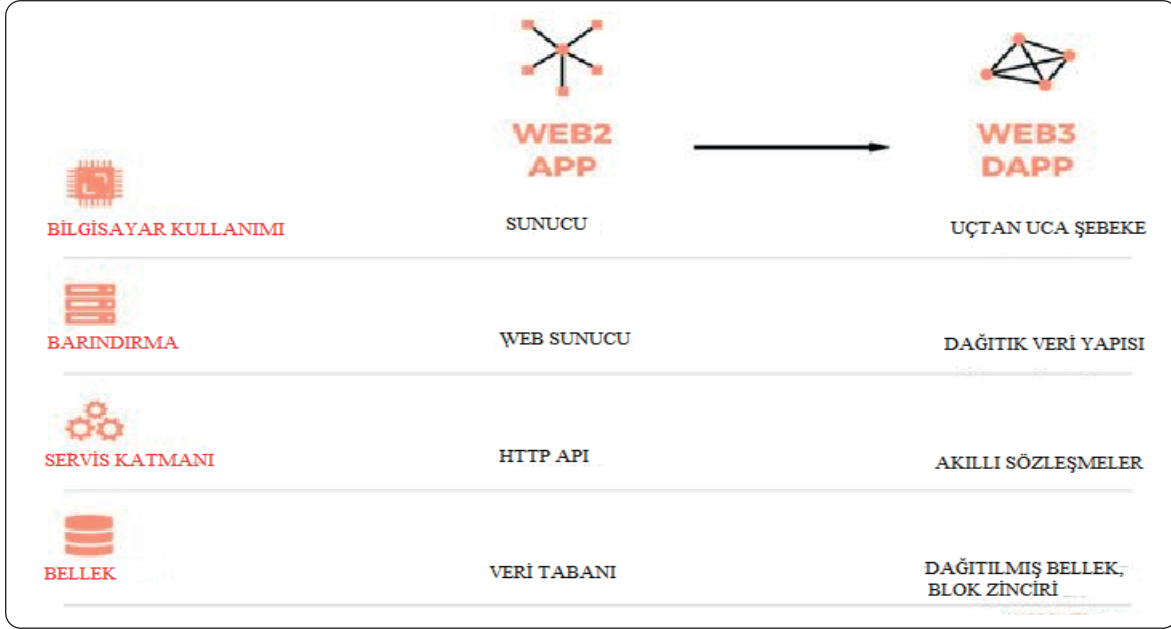 WEB2
APP
WEB3
DAPP
BİLGİSAYAR KULLANIMI
SUNUCU
UÇTAN UCA ŞEBEKE
BARINDIRMA
WEB SUNUCU
DAĞITIK VERİ YAPISI
SERVİS KATMANI
HTTP API
AKILLI SÖZLEŞMELER
BELLEK
VERİ TABANI
DAĞITILMIŞ BELLEK,
BLOK ZİNCİRİ